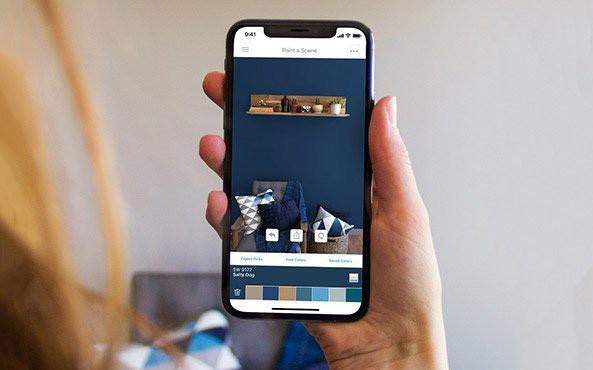 9:41
Paint a Scene
Expert Picks
Find Colors
Saved Colors
SW 9177
Salty Dog